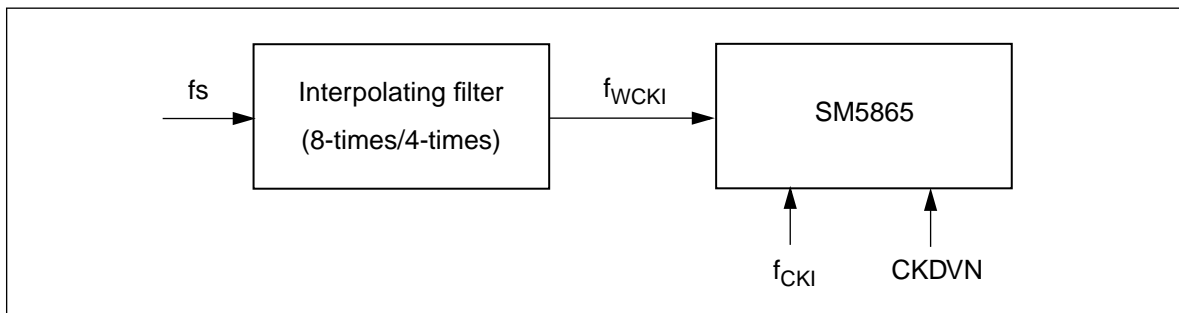 fs
Interpolating filter
(8-times/4-times)
fWCKI
SM5865
fCKI
CKDVN